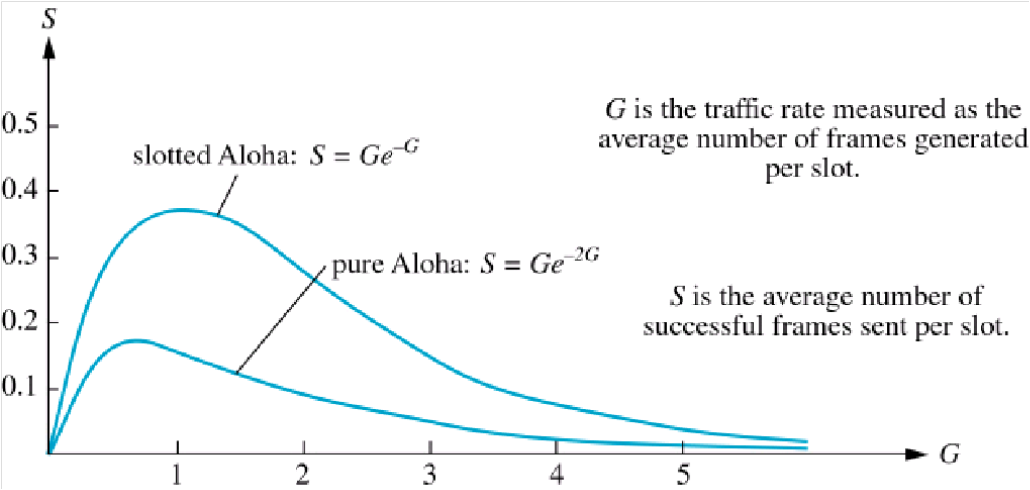 S
0.5
G is the traffic rate measured as the
average number of frames generated
per slot.
slotted Aloha: S = Ge^–G
0.4
0.3
pure Aloha: S = Ge^–2G
S is the average number of
successful frames sent per slot.
0.2
0.1
G
1 2 3 4 5